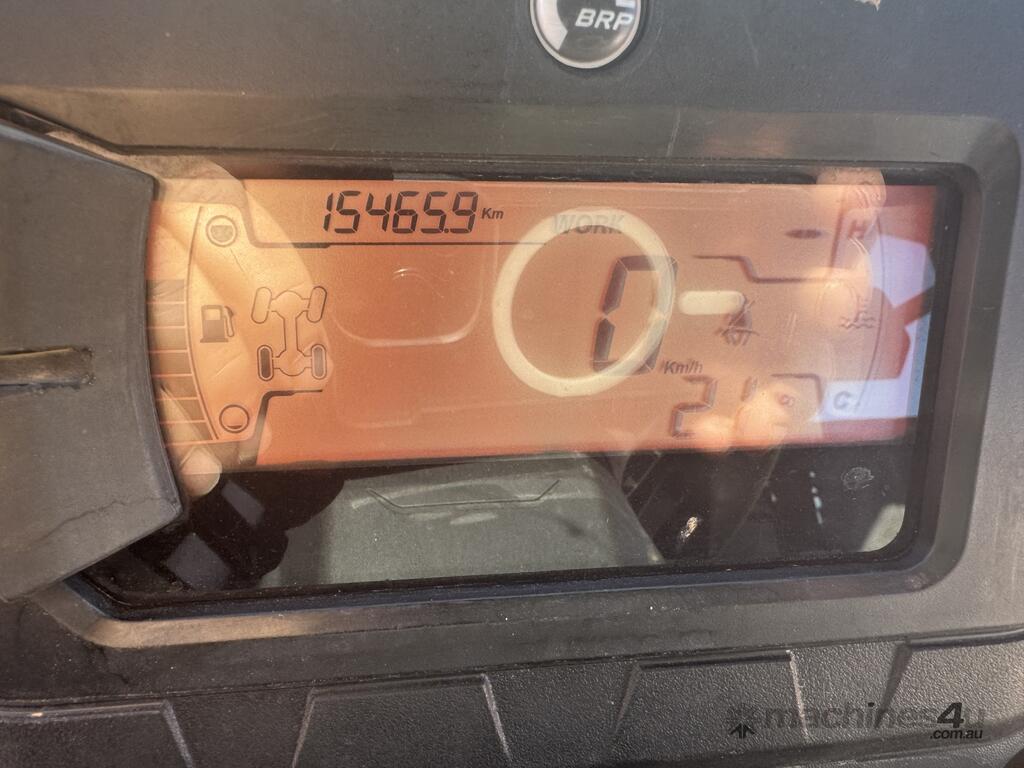 BRP
15465.9 Km
WORK
H
0
Km/h
C
machines4u
.com.au